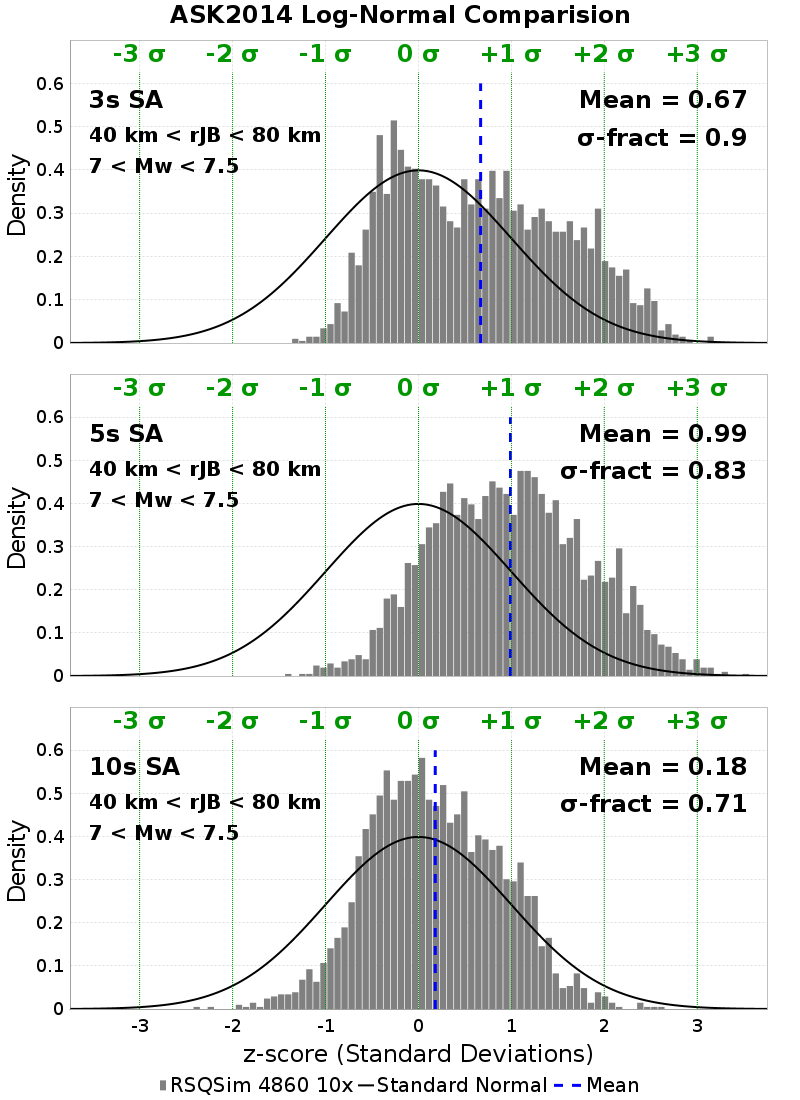 ASK2014 Log-Normal Comparision
-3 σ -2 σ -1 σ 0 σ +1 σ +2 σ +3 σ
3s SA
40 km < rJB < 80 km
7 < Mw < 7.5
Mean = 0.67
σ-fract = 0.9
0.6
0.5
0.4
0.3
0.2
0.1
0
Density
-3 σ -2 σ -1 σ 0 σ +1 σ +2 σ +3 σ
5s SA
40 km < rJB < 80 km
7 < Mw < 7.5
Mean = 0.99
σ-fract = 0.83
0.6
0.5
0.4
0.3
0.2
0.1
0
Density
-3 σ -2 σ -1 σ 0 σ +1 σ +2 σ +3 σ
10s SA
40 km < rJB < 80 km
7 < Mw < 7.5
Mean = 0.18
σ-fract = 0.71
0.6
0.5
0.4
0.3
0.2
0.1
0
Density
-3 -2 -1 0 1 2 3
z-score (Standard Deviations)
RSQSim 4860 10x Standard Normal Mean